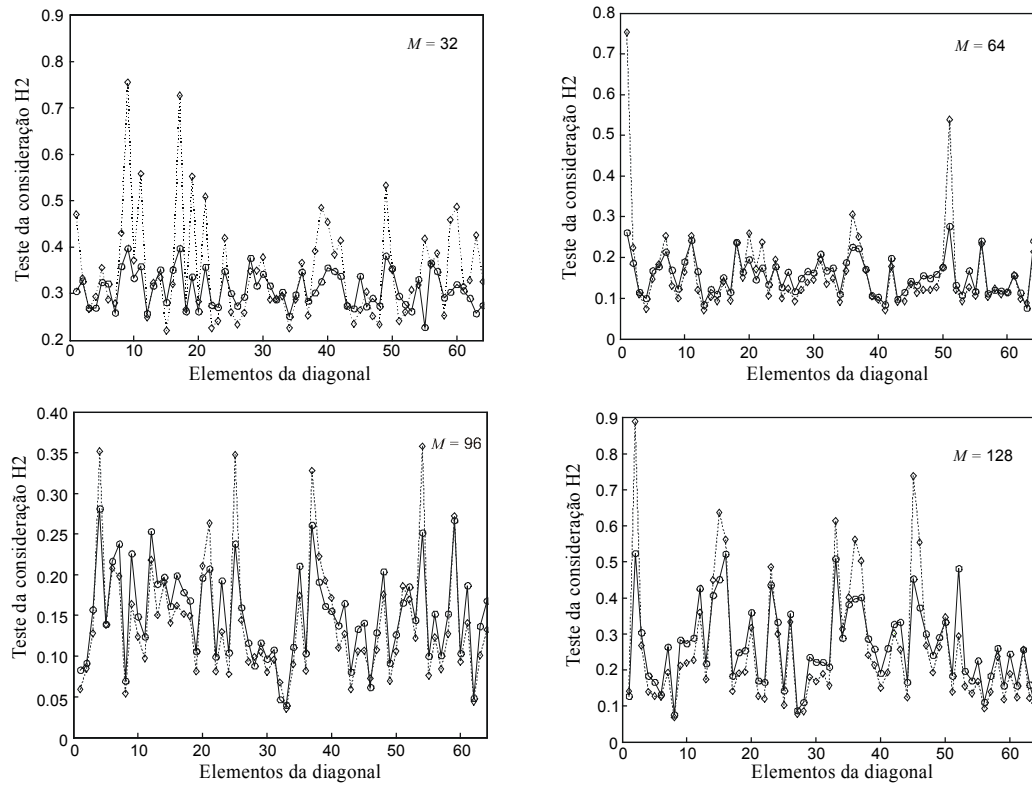 0.9
0.8
0.7
0.6
0.5
0.4
0.3
0.2
Teste da consideração H2
M = 32
0 10 20 30 40 50 60
Elementos da diagonal
0.8
0.7
0.6
0.5
0.4
0.3
0.2
0.1
0
Teste da consideração H2
M = 64
0 10 20 30 40 50 60
Elementos da diagonal
0.40
0.35
0.30
0.25
0.20
0.15
0.10
0.05
0
Teste da consideração H2
M = 96
0 10 20 30 40 50 60
Elementos da diagonal
0.9
0.8
0.7
0.6
0.5
0.4
0.3
0.2
0.1
0
Teste da consideração H2
M = 128
0 10 20 30 40 50 60
Elementos da diagonal